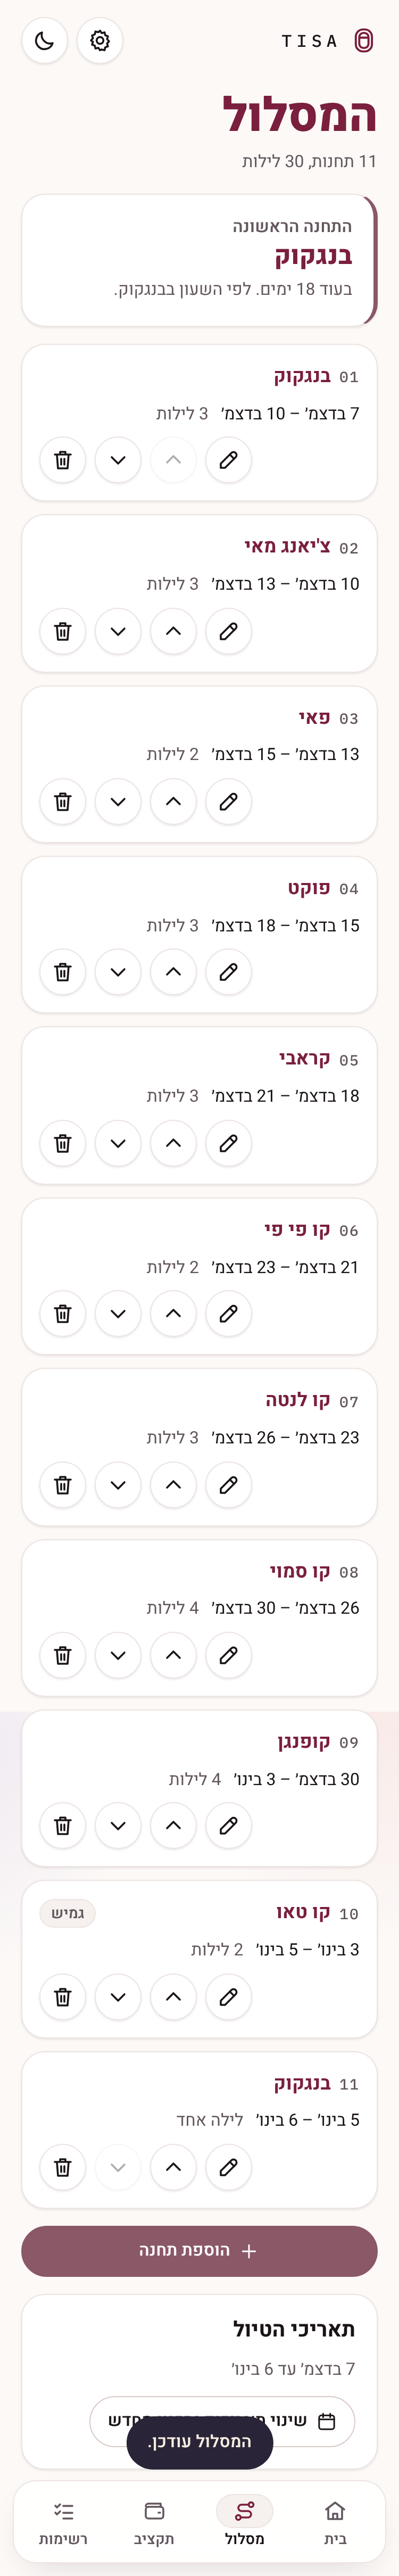 TISA
המסלול
11 תחנות, 30 לילות
התחנה הראשונה
בנגקוק
בעוד 18 ימים. לפי השעון בבנגקוק.
01 בנגקוק
7 בדצמ׳ – 10 בדצמ׳ 3 לילות
02 צ'יאנג מאי
10 בדצמ׳ – 13 בדצמ׳ 3 לילות
03 פאי
13 בדצמ׳ – 15 בדצמ׳ 2 לילות
04 פוקט
15 בדצמ׳ – 18 בדצמ׳ 3 לילות
05 קראבי
18 בדצמ׳ – 21 בדצמ׳ 3 לילות
06 קו פי פי
21 בדצמ׳ – 23 בדצמ׳ 2 לילות
07 קו לנטה
23 בדצמ׳ – 26 בדצמ׳ 3 לילות
08 קו סמוי
26 בדצמ׳ – 30 בדצמ׳ 4 לילות
09 קופנגן
30 בדצמ׳ – 3 בינו׳ 4 לילות
10 קו טאו גמיש
3 בינו׳ – 5 בינו׳ 2 לילות
11 בנגקוק
5 בינו׳ – 6 בינו׳ לילה אחד
הוספת תחנה
תאריכי הטיול
7 בדצמ׳ עד 6 בינו׳
שינוי
המסלול עודכן.
בית
מסלול
תקציב
רשימות